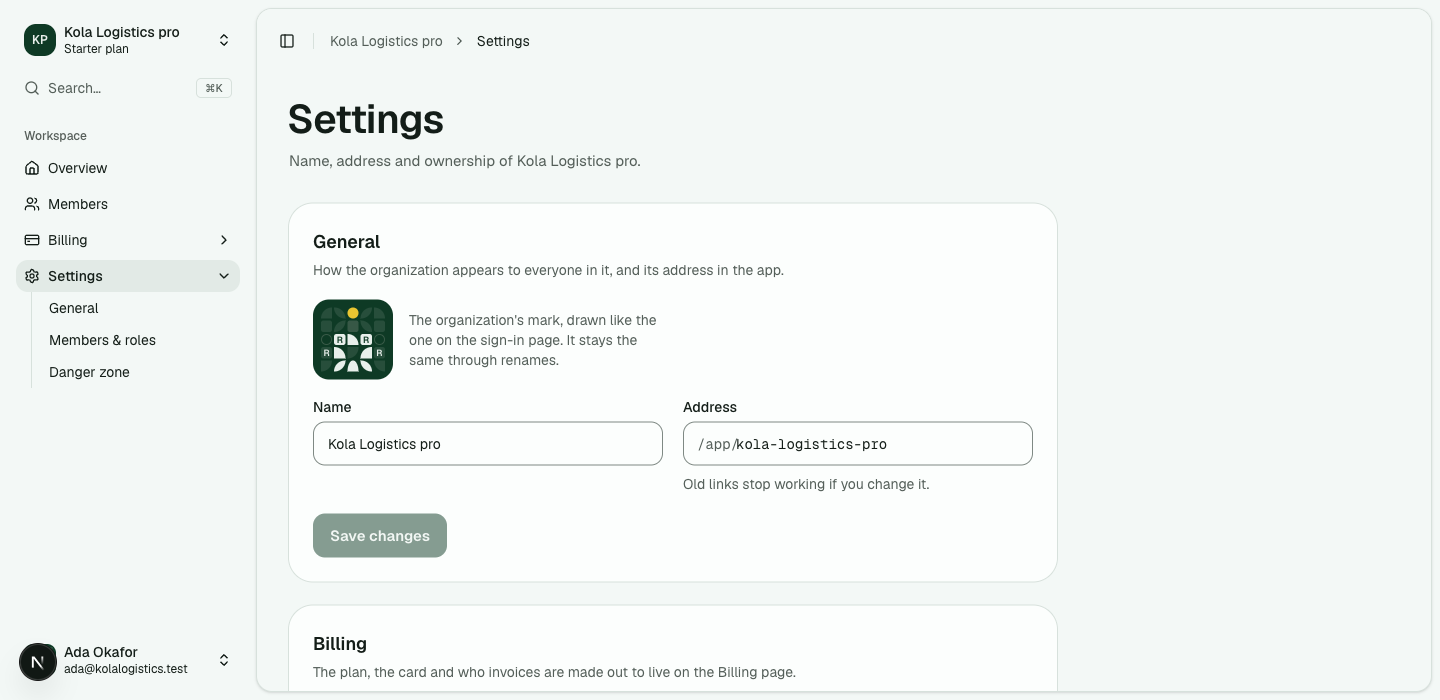 KP
Kola Logistics pro
Starter plan
Search...
⌘K
Workspace
Overview
Members
Billing
Settings
General
Members & roles
Danger zone
N
Ada Okafor
ada@kolalogistics.test
Kola Logistics pro > Settings
Settings
Name, address and ownership of Kola Logistics pro.
General
How the organization appears to everyone in it, and its address in the app.
R R
R R
The organization's mark, drawn like the
one on the sign-in page. It stays the
same through renames.
Name
Kola Logistics pro
Address
/app/kola-logistics-pro
Old links stop working if you change it.
Save changes
Billing
The plan, the card and who invoices are made out to live on the Billing page.